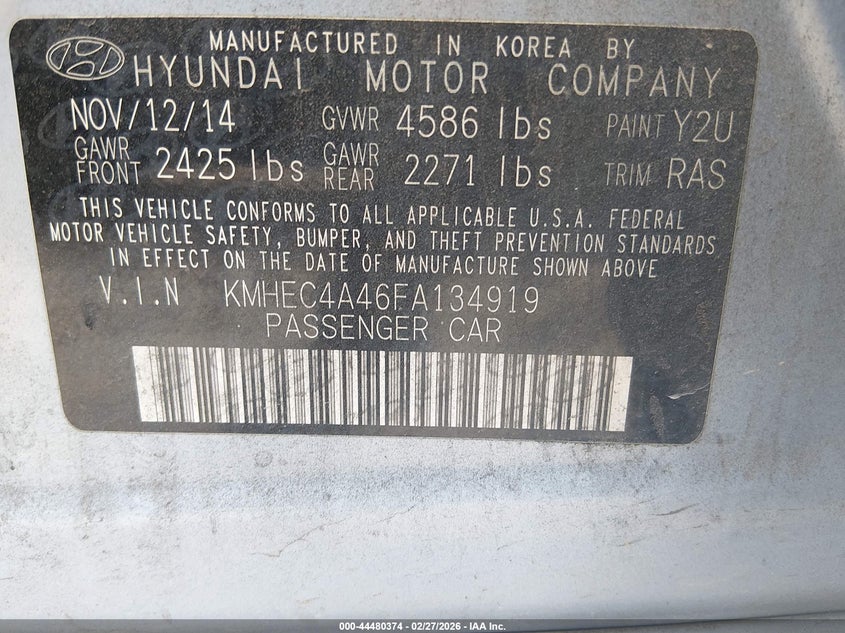 MANUFACTURED IN KOREA BY
HYUNDAI MOTOR COMPANY
NOV/12/14 GVWR 4586 lbs PAINT Y2U
GAWR FRONT 2425 lbs GAWR REAR 2271 lbs TRIM RAS
THIS VEHICLE CONFORMS TO ALL APPLICABLE U.S.A. FEDERAL
MOTOR VEHICLE SAFETY, BUMPER, AND THEFT PREVENTION STANDARDS
IN EFFECT ON THE DATE OF MANUFACTURE SHOWN ABOVE
V.I.N KMHEC4A46FA134919
PASSENGER CAR
000-44480374 | 02/27/2026 - IAA Inc.